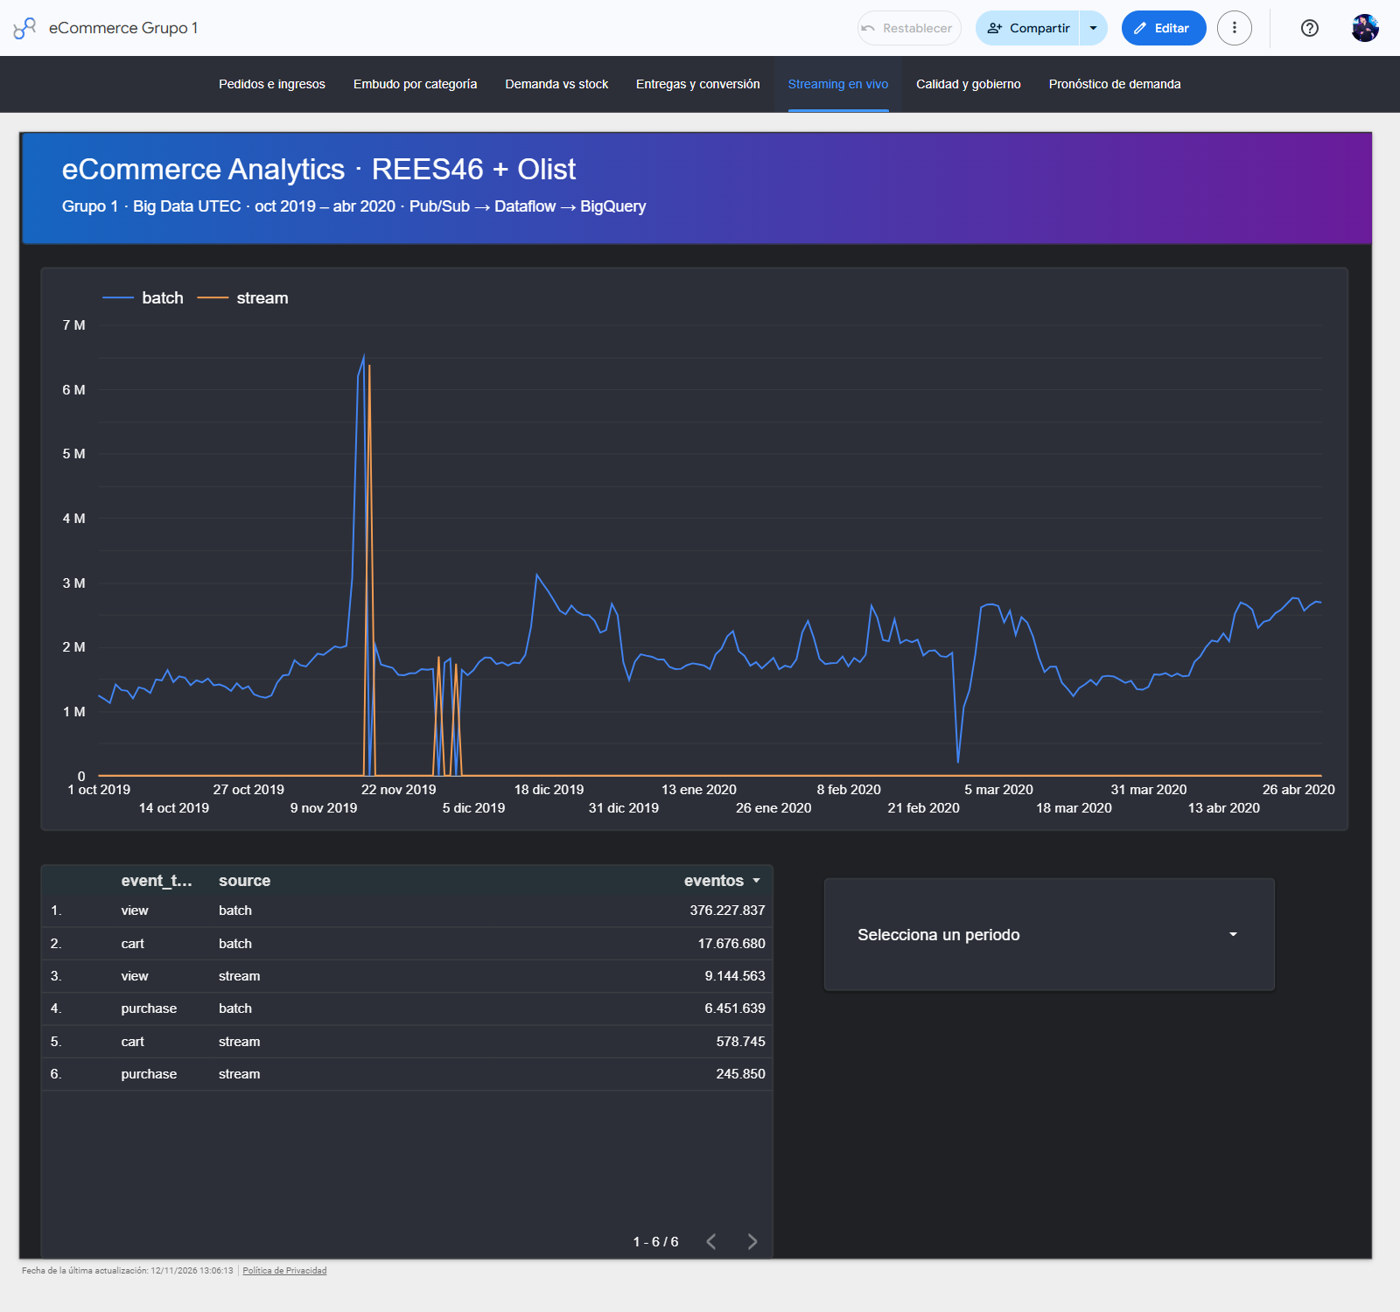 eCommerce Grupo 1
Restablecer
Compartir
Editar
Pedidos e ingresos
Embudo por categoría
Demanda vs stock
Entregas y conversión
Streaming en vivo
Calidad y gobierno
Pronóstico de demanda
eCommerce Analytics · REES46 + Olist
Grupo 1 · Big Data UTEC · oct 2019 – abr 2020 · Pub/Sub → Dataflow → BigQuery
batch
stream
7 M
6 M
5 M
4 M
3 M
2 M
1 M
0
1 oct 2019
14 oct 2019
27 oct 2019
9 nov 2019
22 nov 2019
5 dic 2019
18 dic 2019
31 dic 2019
13 ene 2020
26 ene 2020
8 feb 2020
21 feb 2020
5 mar 2020
18 mar 2020
31 mar 2020
13 abr 2020
26 abr 2020
event_t... source eventos
1. view batch 376.227.837
2. cart batch 17.676.680
3. view stream 9.144.563
4. purchase batch 6.451.639
5. cart stream 578.745
6. purchase stream 245.850
1 - 6 / 6
Selecciona un periodo
Fecha de la última actualización: 12/11/2026 13:06:13
Política de Privacidad